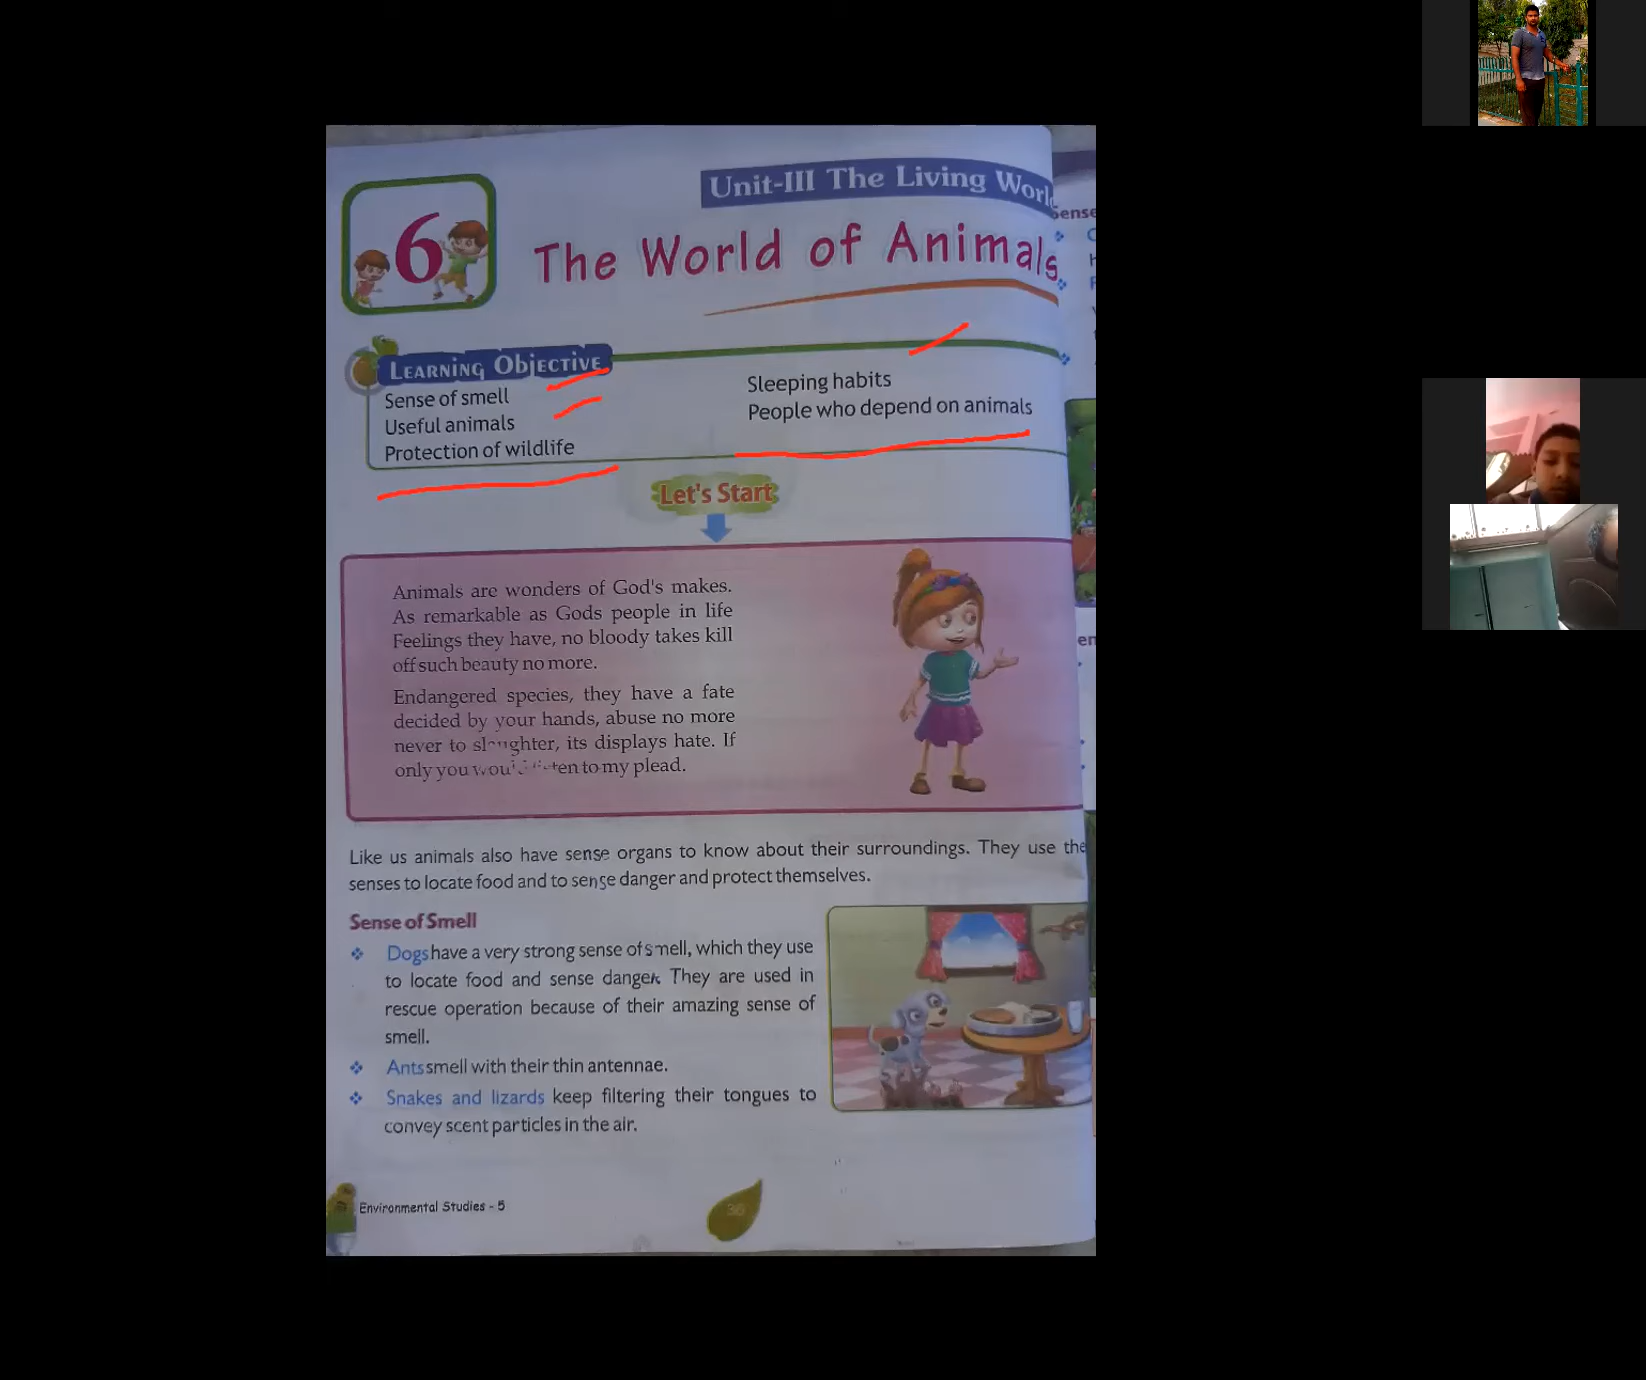 Unit-III The Living World
6
The World of Animals
LEARNING OBJECTIVE
Sense of smell
Useful animals
Protection of wildlife
Sleeping habits
People who depend on animals
Let's Start
Animals are wonders of God's makes.
As remarkable as Gods people in life
Feelings they have, no bloody takes kill
off such beauty no more.
Endangered species, they have a fate
decided by your hands, abuse no more
never to slaughter, its displays hate. If
only you would listen to my plead.
Like us animals also have sense organs to know about their surroundings. They use the
senses to locate food and to sense danger and protect themselves.
Sense of Smell
❖ Dogs have a very strong sense of smell, which they use
to locate food and sense danger. They are used in
rescue operation because of their amazing sense of
smell.
❖ Ants smell with their thin antennae.
❖ Snakes and lizards keep filtering their tongues to
convey scent particles in the air.
Environmental Studies - 5
36